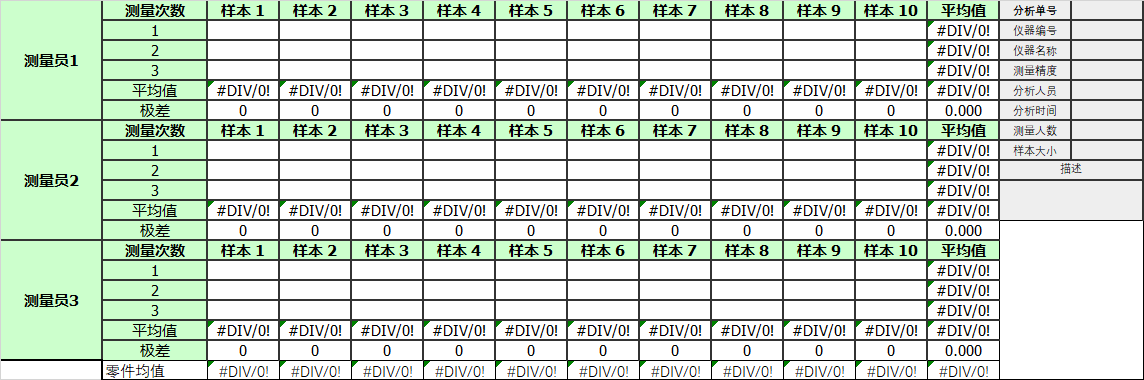 测量次数 样本 1 样本 2 样本 3 样本 4 样本 5 样本 6 样本 7 样本 8 样本 9 样本 10 平均值 分析单号
1 #DIV/0! 仪器编号
2 #DIV/0! 仪器名称
测量员1
3 #DIV/0! 测量精度
平均值 #DIV/0! #DIV/0! #DIV/0! #DIV/0! #DIV/0! #DIV/0! #DIV/0! #DIV/0! #DIV/0! #DIV/0! #DIV/0! 分析人员
极差 0 0 0 0 0 0 0 0 0 0 0.000 分析时间
测量次数 样本 1 样本 2 样本 3 样本 4 样本 5 样本 6 样本 7 样本 8 样本 9 样本 10 平均值 测量人数
1 #DIV/0! 样本大小
2 #DIV/0! 描述
测量员2
3 #DIV/0!
平均值 #DIV/0! #DIV/0! #DIV/0! #DIV/0! #DIV/0! #DIV/0! #DIV/0! #DIV/0! #DIV/0! #DIV/0! #DIV/0!
极差 0 0 0 0 0 0 0 0 0 0 0.000
测量次数 样本 1 样本 2 样本 3 样本 4 样本 5 样本 6 样本 7 样本 8 样本 9 样本 10 平均值
1 #DIV/0!
2 #DIV/0!
测量员3
3 #DIV/0!
平均值 #DIV/0! #DIV/0! #DIV/0! #DIV/0! #DIV/0! #DIV/0! #DIV/0! #DIV/0! #DIV/0! #DIV/0! #DIV/0!
极差 0 0 0 0 0 0 0 0 0 0 0.000
零件均值 #DIV/0! #DIV/0! #DIV/0! #DIV/0! #DIV/0! #DIV/0! #DIV/0! #DIV/0! #DIV/0! #DIV/0! #DIV/0!